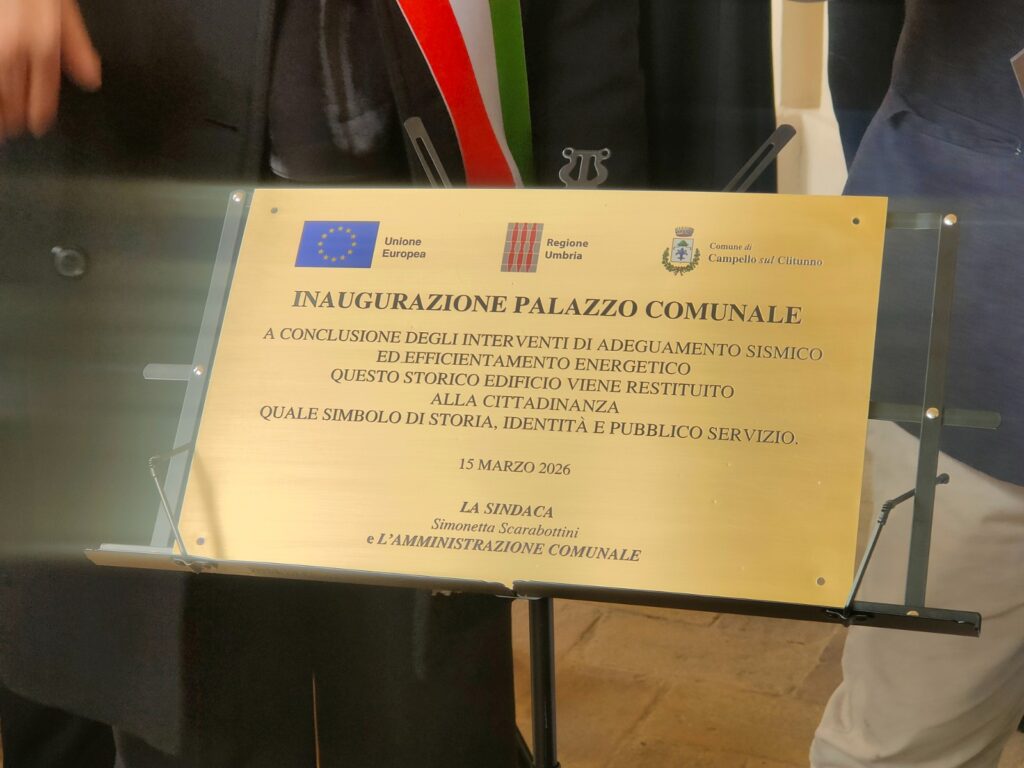 Unione
Europea
Regione
Umbria
Comune di
Campello sul Clitunno
INAUGURAZIONE PALAZZO COMUNALE
A CONCLUSIONE DEGLI INTERVENTI DI ADEGUAMENTO SISMICO
ED EFFICIENTAMENTO ENERGETICO
QUESTO STORICO EDIFICIO VIENE RESTITUITO
ALLA CITTADINANZA
QUALE SIMBOLO DI STORIA, IDENTITÀ E PUBBLICO SERVIZIO.
15 MARZO 2026
LA SINDACA
Simonetta Scarabottini
e L'AMMINISTRAZIONE COMUNALE